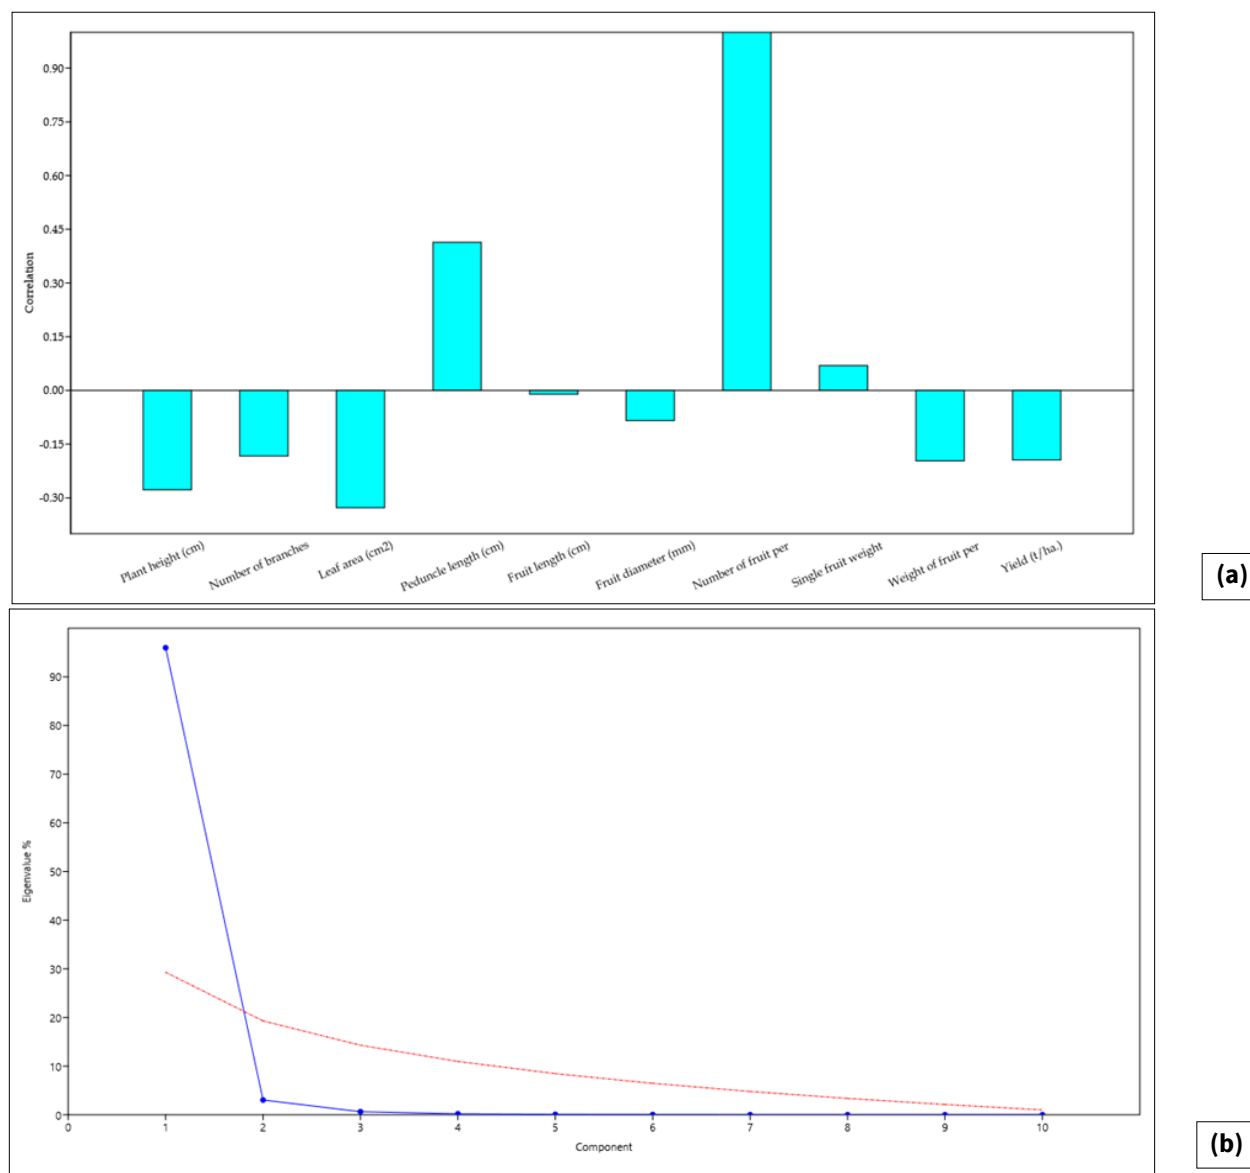 0.90
0.75
0.60
0.45
0.30
0.15
0.00
-0.15
-0.30
Correlation
Plant height (cm)
Number of branches
Leaf area (cm2)
Peduncle length (cm)
Fruit length (cm)
Fruit diameter (mm)
Number of fruit per
Single fruit weight
Weight of fruit per
Yield (t/ha.)
(a)
90
80
70
60
50
40
30
20
10
0
Eigenvalue %
0 1 2 3 4 5 6 7 8 9 10
Component
(b)